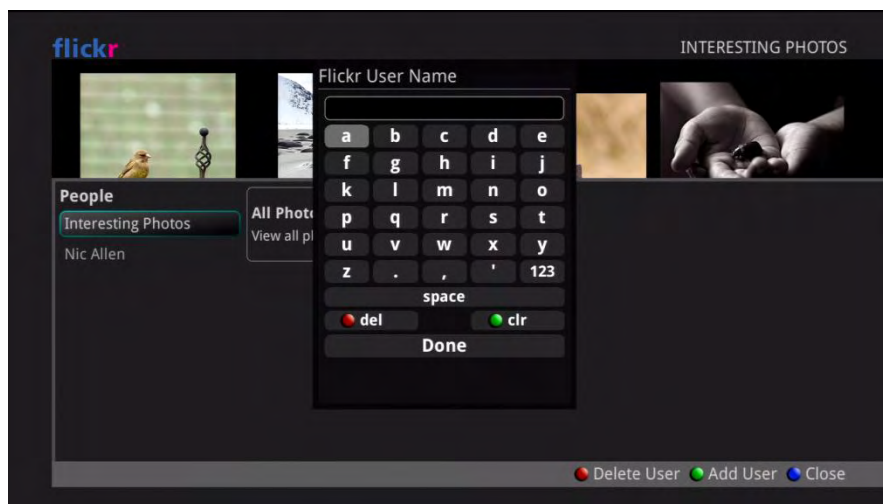 flickr
INTERESTING PHOTOS
Flickr User Name
a b c d e
f g h i j
k l m n o
p q r s t
u v w x y
z . , ' 123
space
del clr
Done
People
Interesting Photos
Nic Allen
All Photo
View all pl
Delete User Add User Close